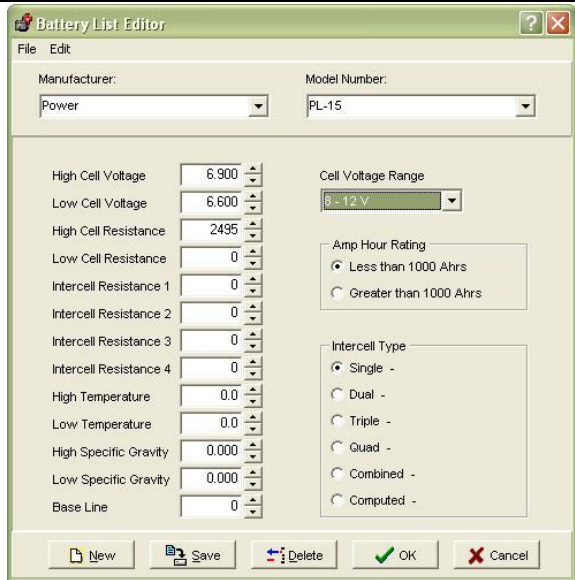 Battery List Editor
File Edit
Manufacturer:
Power
Model Number:
PL-15
High Cell Voltage 6.900
Low Cell Voltage 6.600
High Cell Resistance 2495
Low Cell Resistance 0
Intercell Resistance 1 0
Intercell Resistance 2 0
Intercell Resistance 3 0
Intercell Resistance 4 0
High Temperature 0.0
Low Temperature 0.0
High Specific Gravity 0.000
Low Specific Gravity 0.000
Base Line 0
Cell Voltage Range
8 - 12 V
Amp Hour Rating
Less than 1000 Ahrs
Greater than 1000 Ahrs
Intercell Type
Single -
Dual -
Triple -
Quad -
Combined -
Computed -
New Save Delete OK Cancel